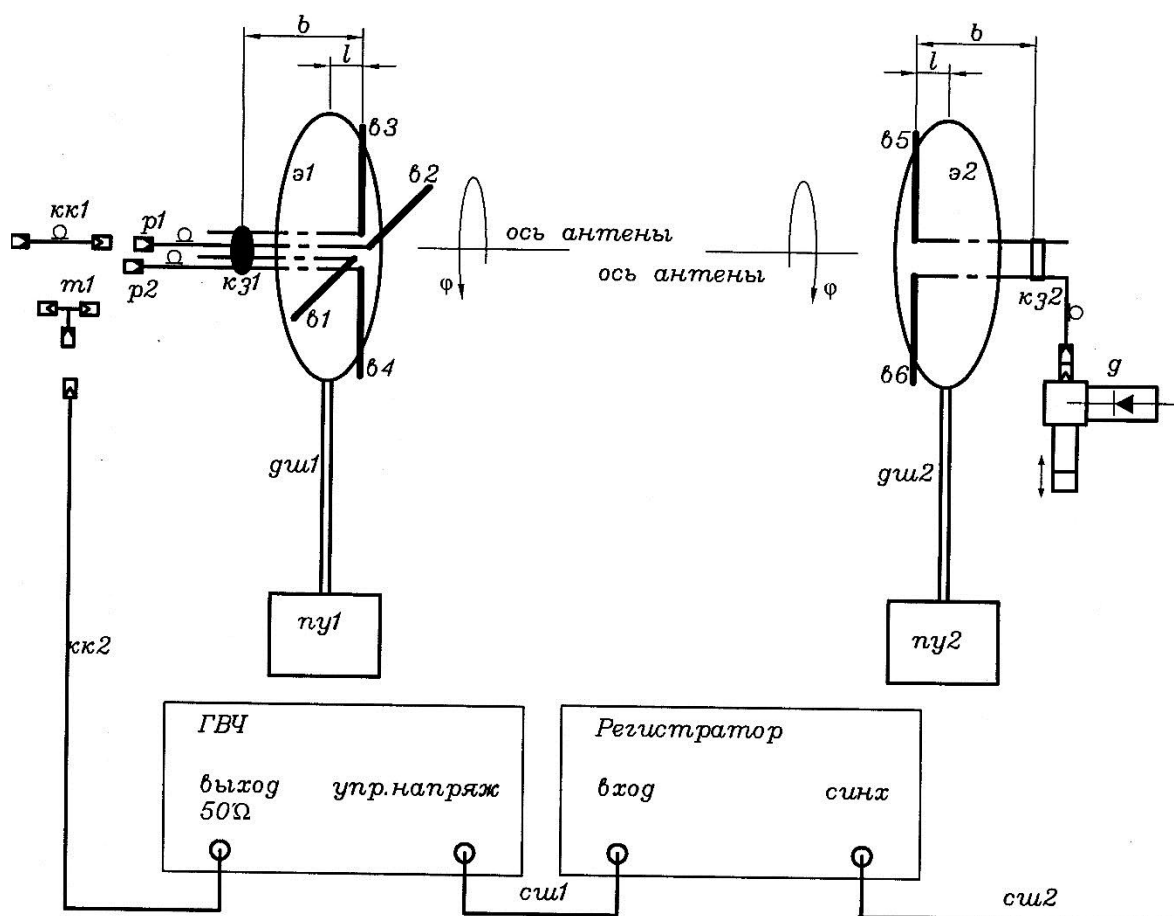 b
l
в3
э1
в2
кк1
р1
р2
кз1
т1
в1
в4
ось антены
φ
дш1
пу1
кк2
b
l
в5
э2
ось антены
φ
кз2
в6
д
дш2
пу2
ГВЧ
выход
50Ω
упр.напряж
сш1
Регистратор
вход
синх
сш2